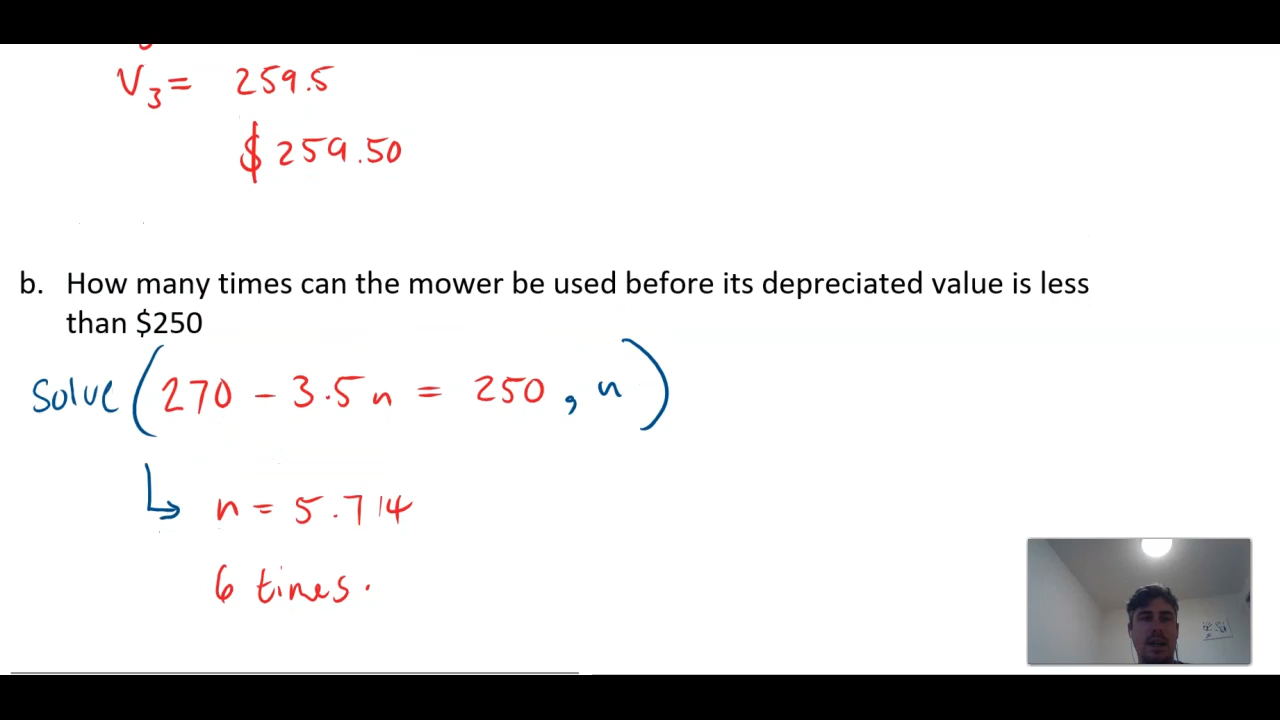 V3 = 259.5
$259.50
b. How many times can the mower be used before its depreciated value is less
than $250
Solve (270 - 3.5n = 250, n)
n = 5.714
6 times.